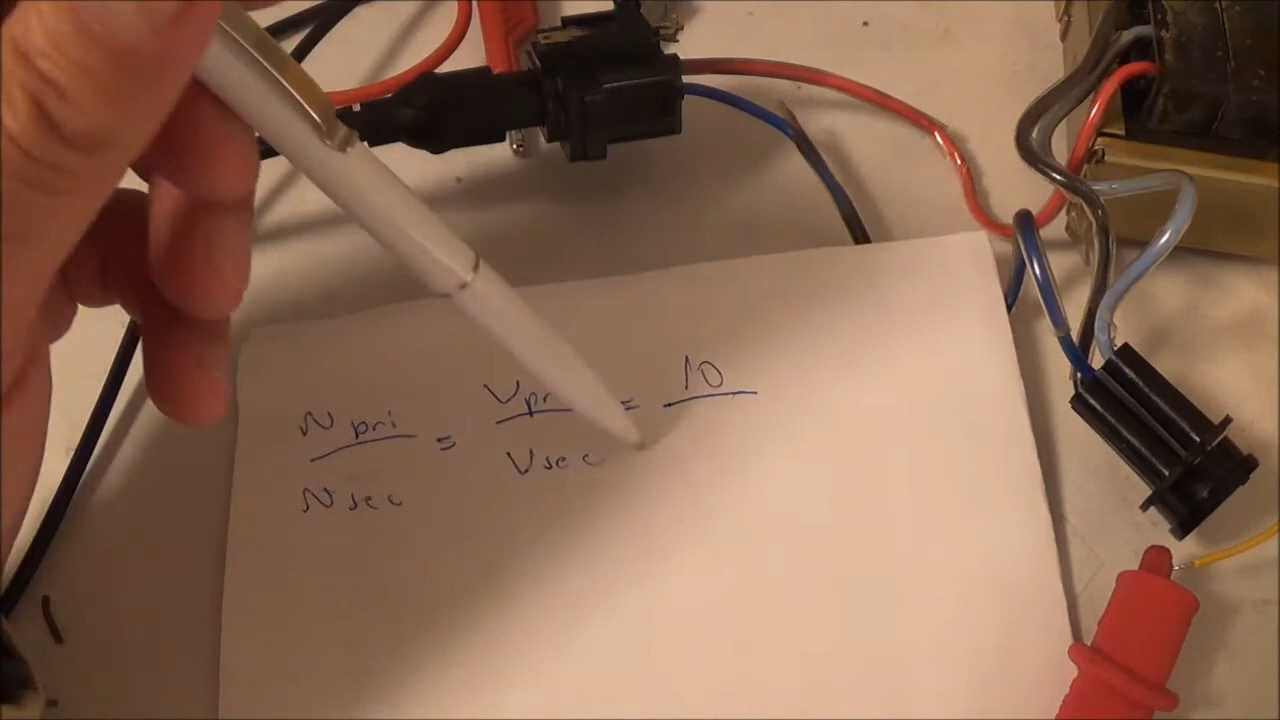 N pri / N sec = V pr / V sec = 10